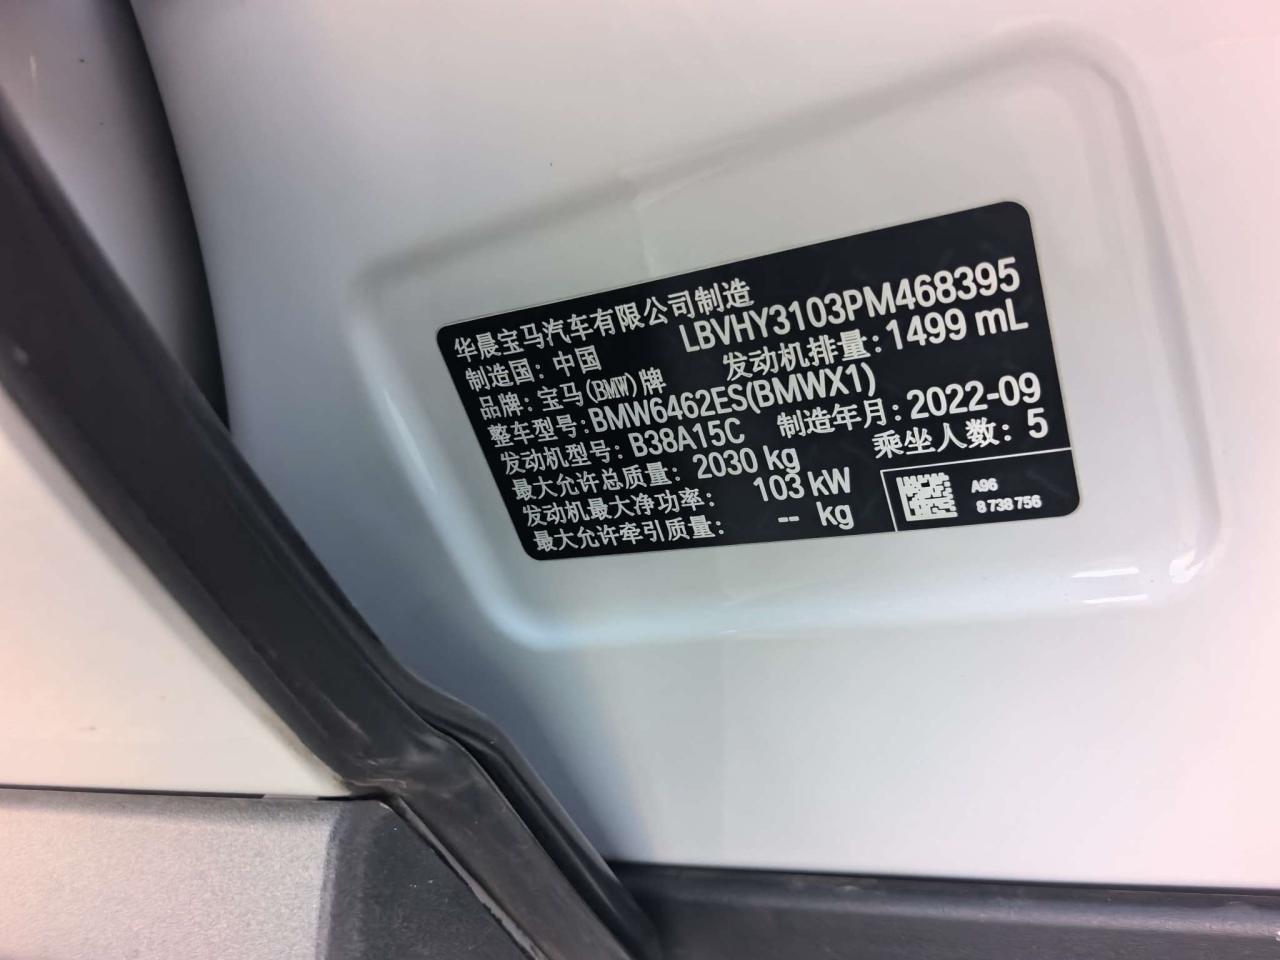 华晨宝马汽车有限公司制造
LBVHY3103PM468395
制造国：中国 发动机排量：1499 mL
品牌：宝马(BMW)牌
整车型号：BMW6462ES(BMWX1)
发动机型号：B38A15C 制造年月：2022-09
最大允许总质量：2030 kg 乘坐人数：5
发动机最大净功率：103 kW
最大允许牵引质量：-- kg
A96
8 738 756